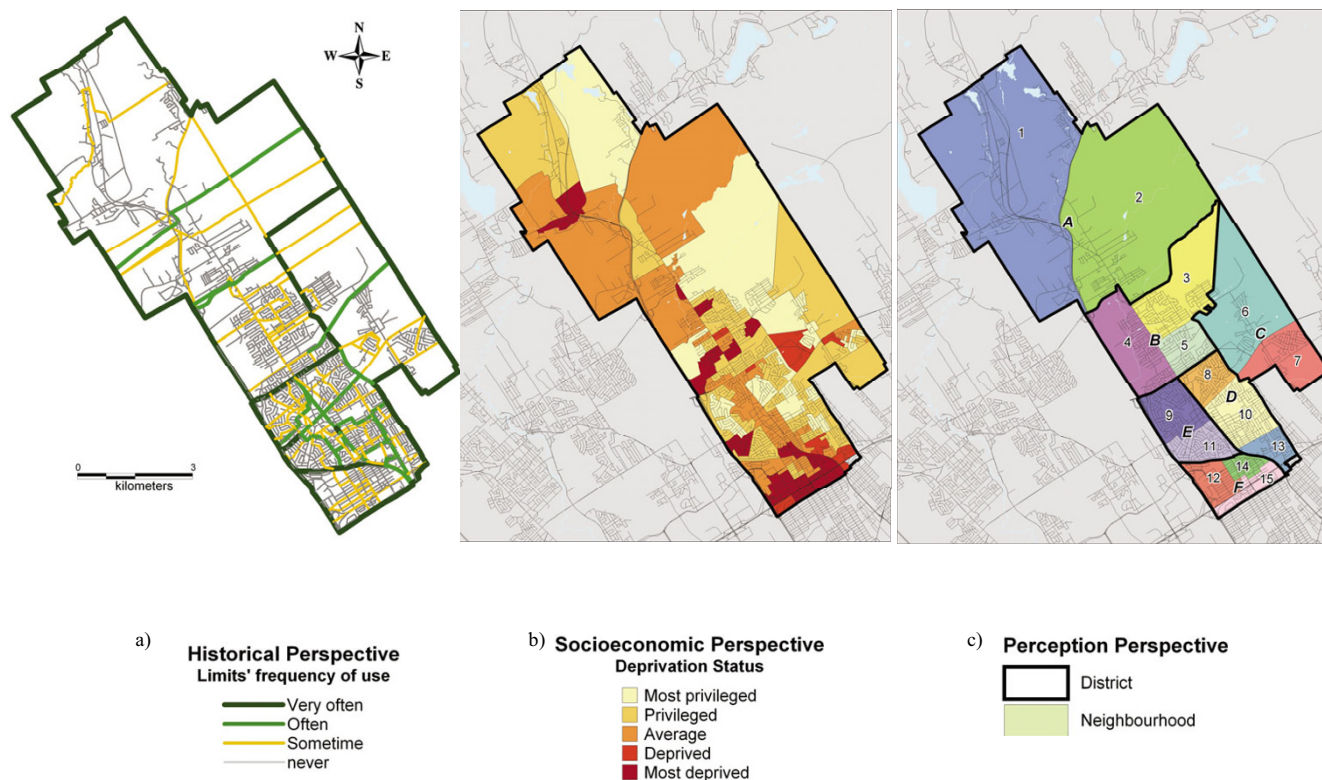 N
W E
S
0 3
kilometers
1
2
A
3
4
B
5
6
C
7
8
D
9
10
E
11
13
12
14
F
15
a)
Historical Perspective
Limits' frequency of use
Very often
Often
Sometime
never
b)
Socioeconomic Perspective
Deprivation Status
Most privileged
Privileged
Average
Deprived
Most deprived
c)
Perception Perspective
District
Neighbourhood